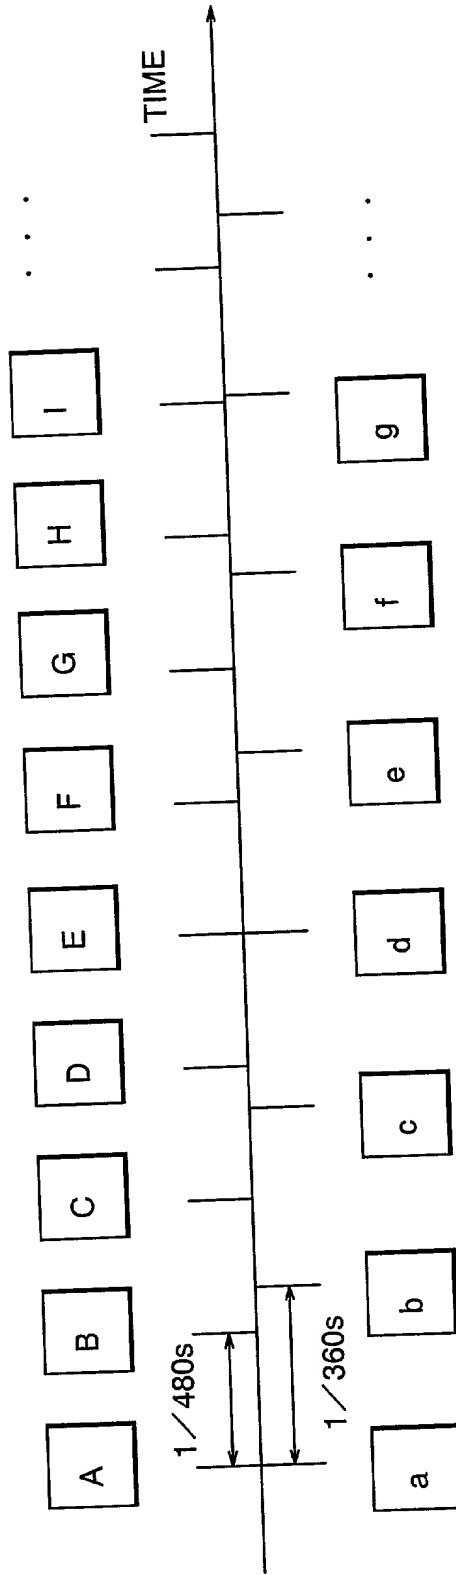 A B C D E F G H I . . .
TIME
1/480s
1/360s
a b c d e f g . . .